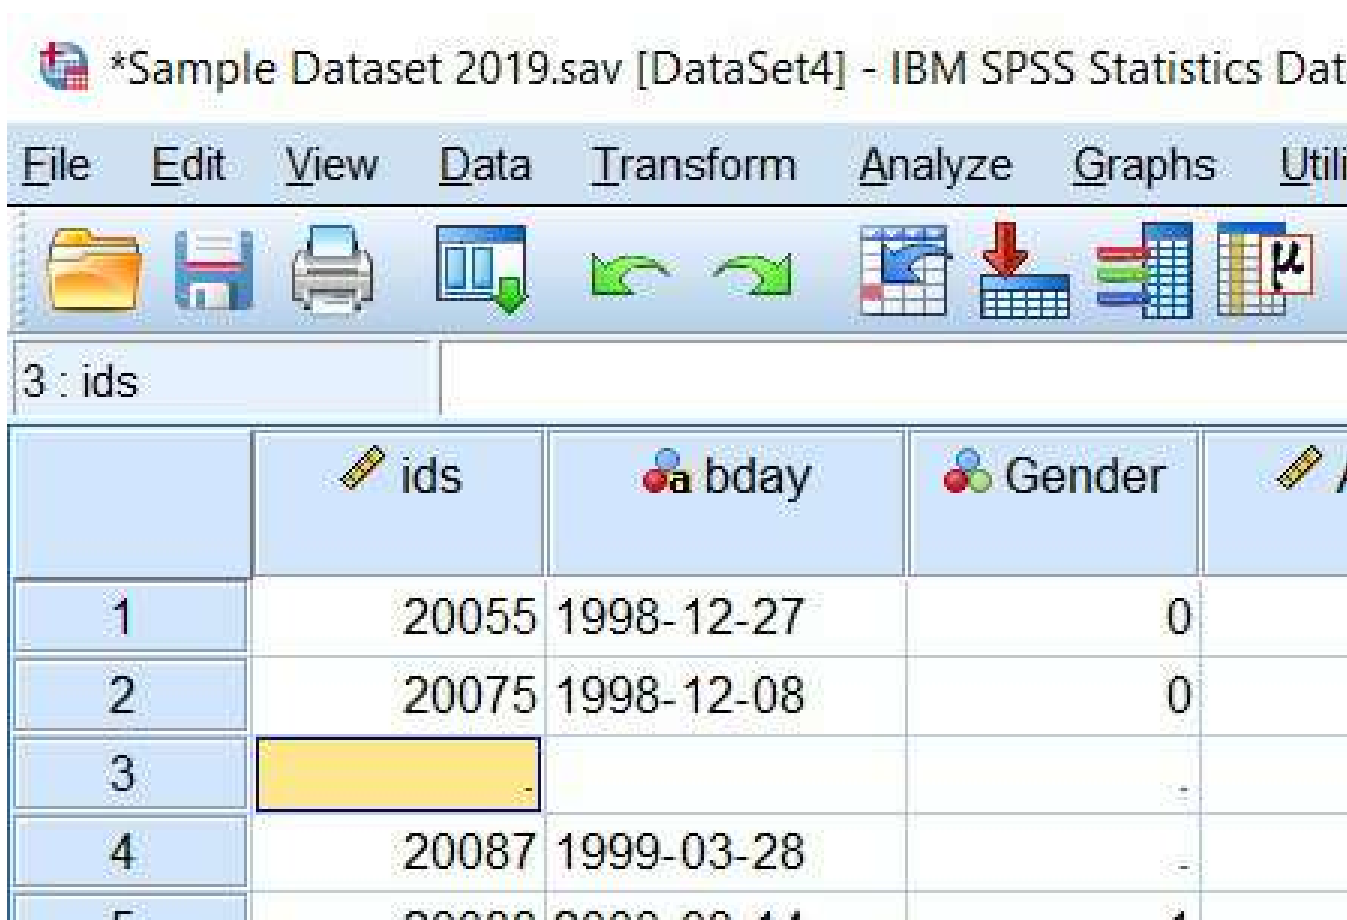 *Sample Dataset 2019.sav [DataSet4] - IBM SPSS Statistics Dat
File Edit View Data Transform Analyze Graphs Utili
µ
3 : ids
ids a bday Gender A
1 20055 1998-12-27 0
2 20075 1998-12-08 0
3 . .
4 20087 1999-03-28 .